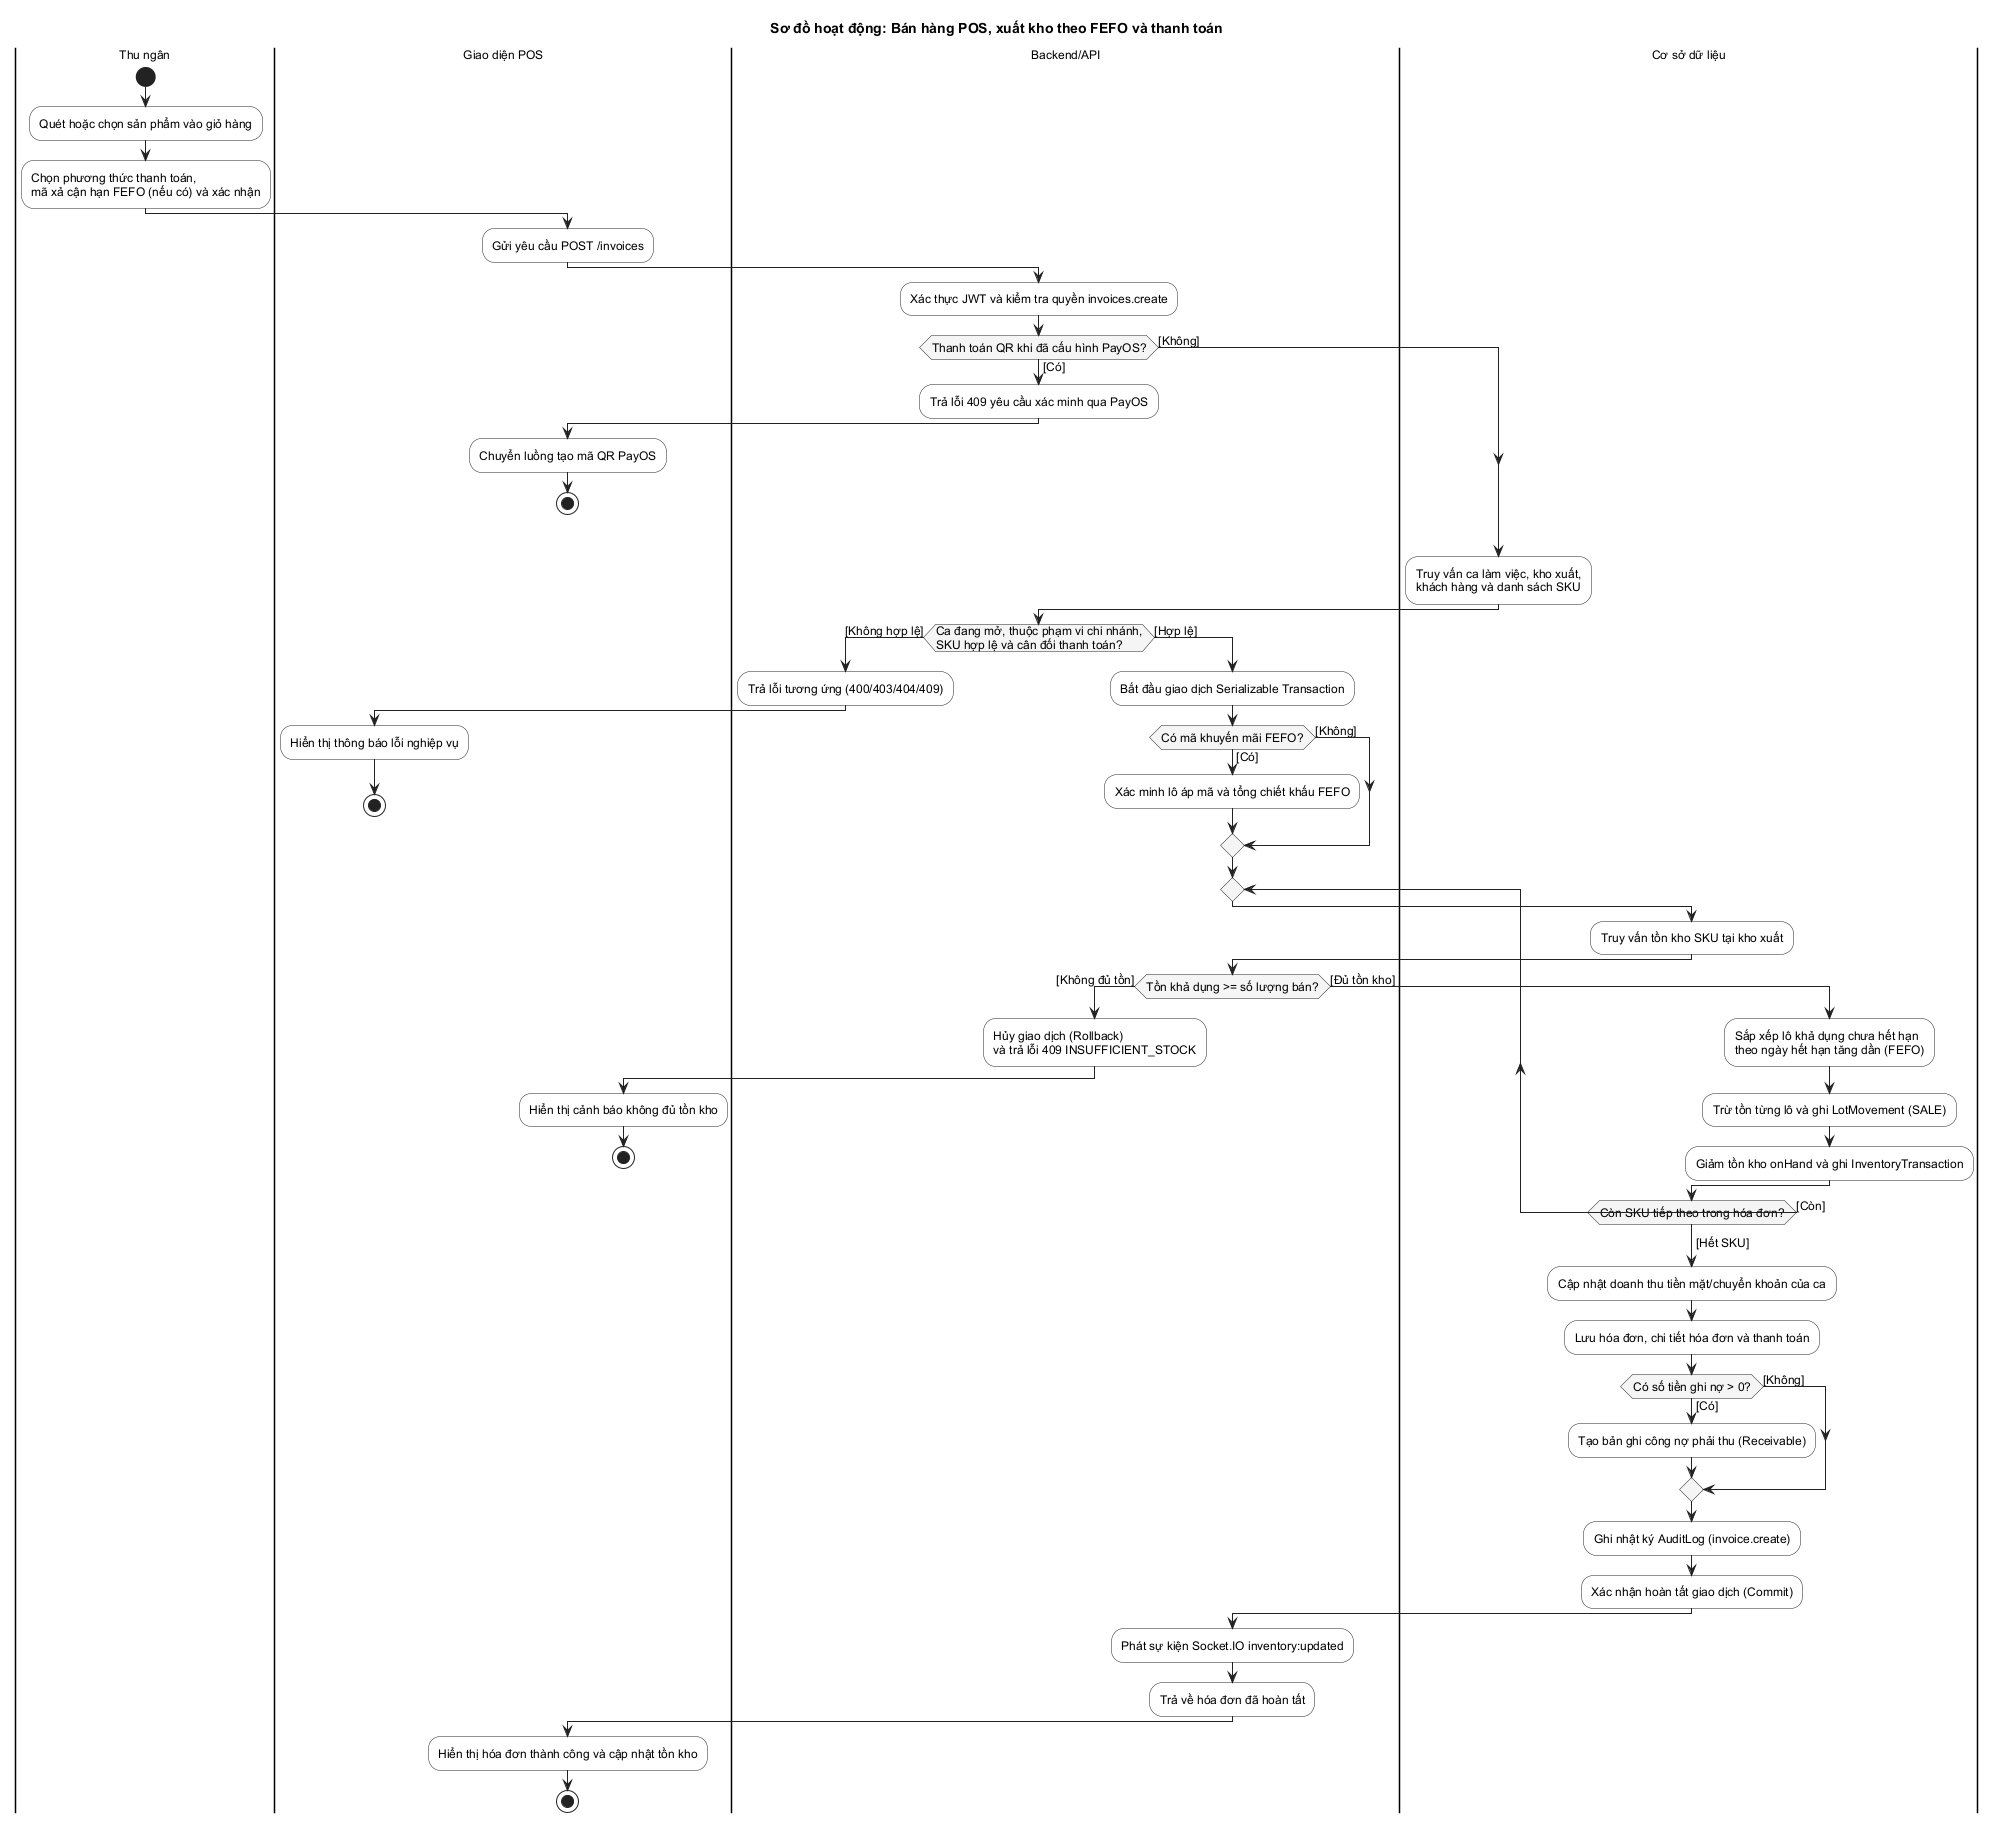 Sơ đồ hoạt động: Bán hàng POS, xuất kho theo FEFO và thanh toán
Thu ngân
Giao diện POS
Backend/API
Cơ sở dữ liệu
Quét hoặc chọn sản phẩm vào giỏ hàng
Chọn phương thức thanh toán,
mã xả cận hạn FEFO (nếu có) và xác nhận
Gửi yêu cầu POST /invoices
Xác thực JWT và kiểm tra quyền invoices.create
Thanh toán QR khi đã cấu hình PayOS?
[Không]
[Có]
Trả lỗi 409 yêu cầu xác minh qua PayOS
Chuyển luồng tạo mã QR PayOS
Truy vấn ca làm việc, kho xuất,
khách hàng và danh sách SKU
[Không hợp lệ]
Ca đang mở, thuộc phạm vi chi nhánh,
SKU hợp lệ và cân đối thanh toán?
[Hợp lệ]
Trả lỗi tương ứng (400/403/404/409)
Bắt đầu giao dịch Serializable Transaction
Hiển thị thông báo lỗi nghiệp vụ
Có mã khuyến mãi FEFO?
[Không]
[Có]
Xác minh lô áp mã và tổng chiết khấu FEFO
Truy vấn tồn kho SKU tại kho xuất
[Không đủ tồn]
Tồn khả dụng >= số lượng bán?
[Đủ tồn kho]
Hủy giao dịch (Rollback)
và trả lỗi 409 INSUFFICIENT_STOCK
Sắp xếp lô khả dụng chưa hết hạn
theo ngày hết hạn tăng dần (FEFO)
Hiển thị cảnh báo không đủ tồn kho
Trừ tồn từng lô và ghi LotMovement (SALE)
Giảm tồn kho onHand và ghi InventoryTransaction
Còn SKU tiếp theo trong hóa đơn?
[Còn]
[Hết SKU]
Cập nhật doanh thu tiền mặt/chuyển khoản của ca
Lưu hóa đơn, chi tiết hóa đơn và thanh toán
Có số tiền ghi nợ > 0?
[Không]
[Có]
Tạo bản ghi công nợ phải thu (Receivable)
Ghi nhật ký AuditLog (invoice.create)
Xác nhận hoàn tất giao dịch (Commit)
Phát sự kiện Socket.IO inventory:updated
Trả về hóa đơn đã hoàn tất
Hiển thị hóa đơn thành công và cập nhật tồn kho